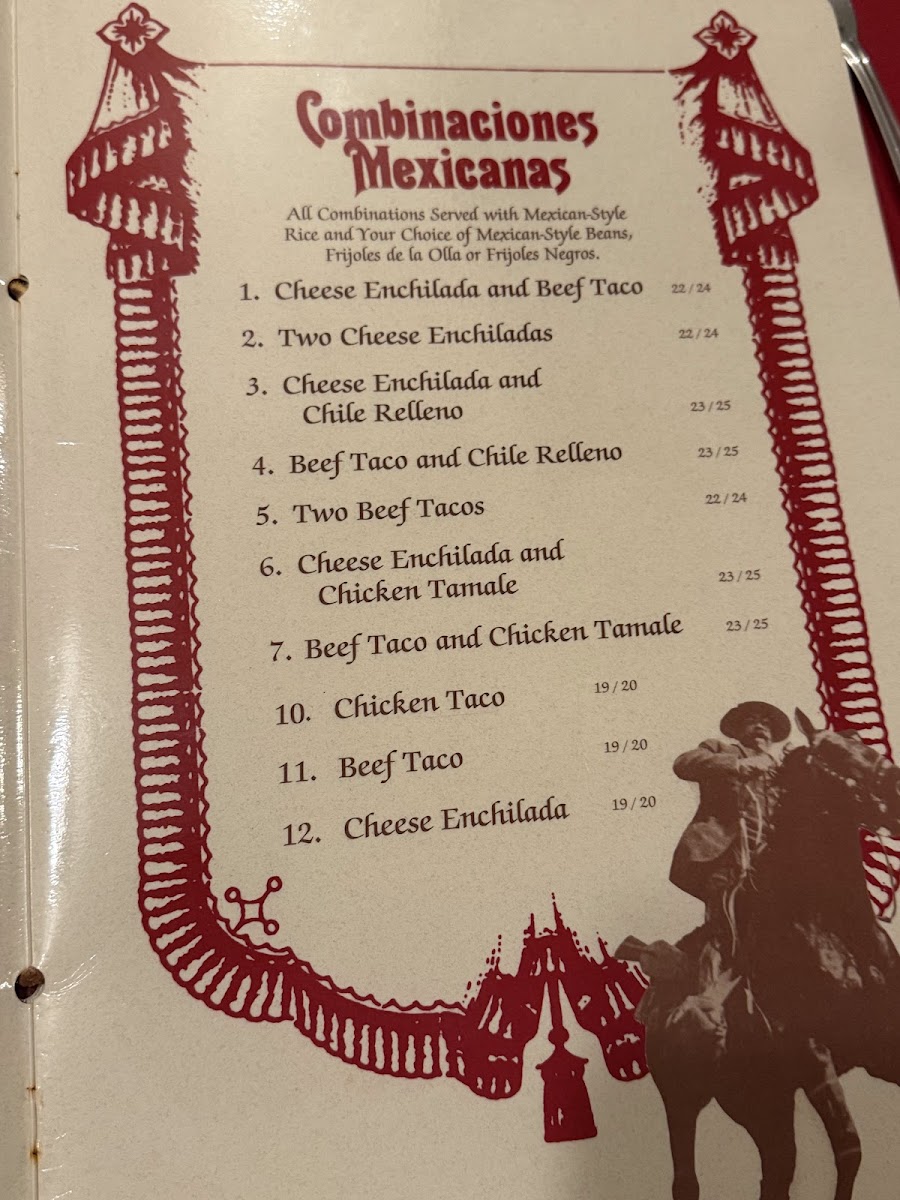 Combinaciones
Mexicanas
All Combinations Served with Mexican-Style
Rice and Your Choice of Mexican-Style Beans,
Frijoles de la Olla or Frijoles Negros.
1. Cheese Enchilada and Beef Taco 22 / 24
2. Two Cheese Enchiladas 22 / 24
3. Cheese Enchilada and
Chile Relleno 23 / 25
4. Beef Taco and Chile Relleno 23 / 25
5. Two Beef Tacos 22 / 24
6. Cheese Enchilada and
Chicken Tamale 23 / 25
7. Beef Taco and Chicken Tamale 23 / 25
10. Chicken Taco 19 / 20
11. Beef Taco 19 / 20
12. Cheese Enchilada 19 / 20